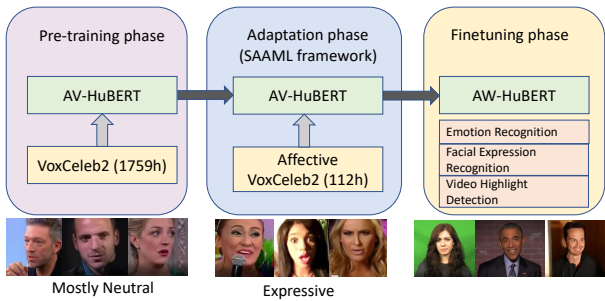 Pre-training phase
AV-HuBERT
VoxCeleb2 (1759h)
Mostly Neutral
Adaptation phase
(SAAML framework)
AV-HuBERT
Affective
VoxCeleb2 (112h)
Expressive
Finetuning phase
AW-HuBERT
Emotion Recognition
Facial Expression
Recognition
Video Highlight
Detection